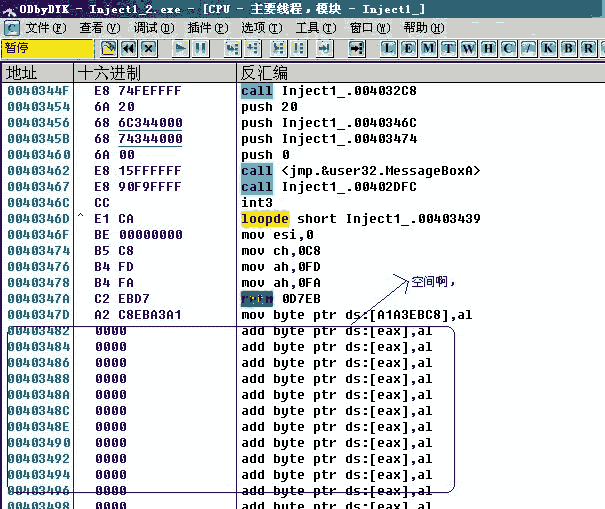 ODbyDYK - Inject1_2.exe - [CPU - 主要线程, 模块 - Inject1_]
C 文件(F) 查看(V) 调试(D) 插件(P) 选项(T) 工具(I) 窗口(W) 帮助(H)
暂停 L E M T W H C / K B R
地址 十六进制 反汇编
0040344F E8 74FEFFFF call Inject1_.004032C8
00403454 6A 20 push 20
00403456 68 6C344000 push Inject1_.0040346C
0040345B 68 74344000 push Inject1_.00403474
00403460 6A 00 push 0
00403462 E8 15FFFFFF call <jmp.&user32.MessageBoxA>
00403467 E8 90F9FFFF call Inject1_.00402DFC
0040346C CC int3
0040346D ^ E1 CA loopde short Inject1_.00403439
0040346F BE 00000000 mov esi,0
00403474 B5 C8 mov ch,0C8
00403476 B4 FD mov ah,0FD
00403478 B4 FA mov ah,0FA
0040347A C2 EBD7 retn 0D7EB
0040347D A2 C8EBA3A1 mov byte ptr ds:[A1A3EBC8],al
空间啊,
00403482 0000 add byte ptr ds:[eax],al
00403484 0000 add byte ptr ds:[eax],al
00403486 0000 add byte ptr ds:[eax],al
00403488 0000 add byte ptr ds:[eax],al
0040348A 0000 add byte ptr ds:[eax],al
0040348C 0000 add byte ptr ds:[eax],al
0040348E 0000 add byte ptr ds:[eax],al
00403490 0000 add byte ptr ds:[eax],al
00403492 0000 add byte ptr ds:[eax],al
00403494 0000 add byte ptr ds:[eax],al
00403496 0000 add byte ptr ds:[eax],al
00403498 0000 add byte ptr ds:[eax],al